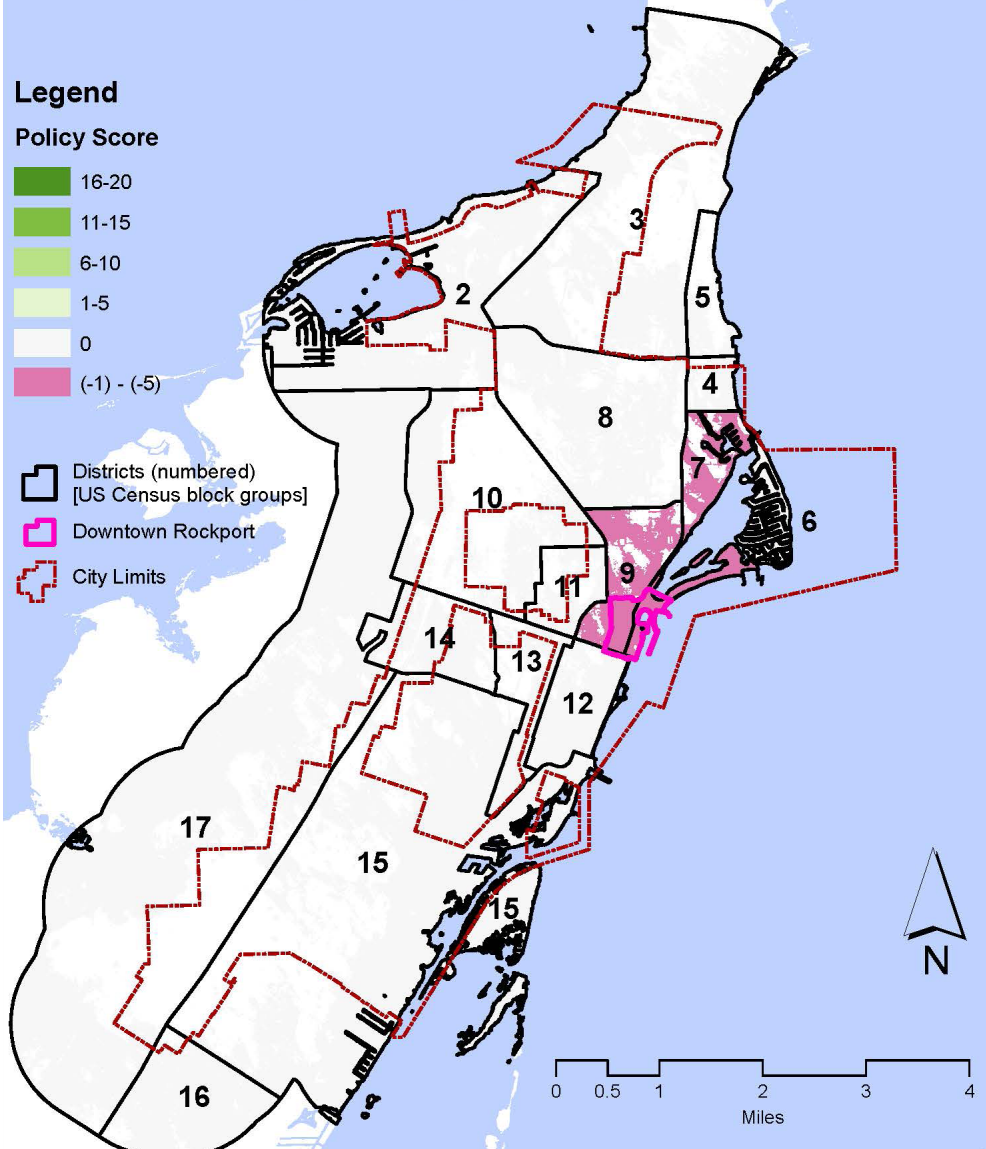 Legend
Policy Score
16-20
11-15
6-10
1-5
0
(-1) - (-5)
Districts (numbered)
[US Census block groups]
Downtown Rockport
City Limits
3
2
5
4
8
7
10
6
9
11
14
13
12
17
15
15
16
N
0 0.5 1 2 3 4
Miles